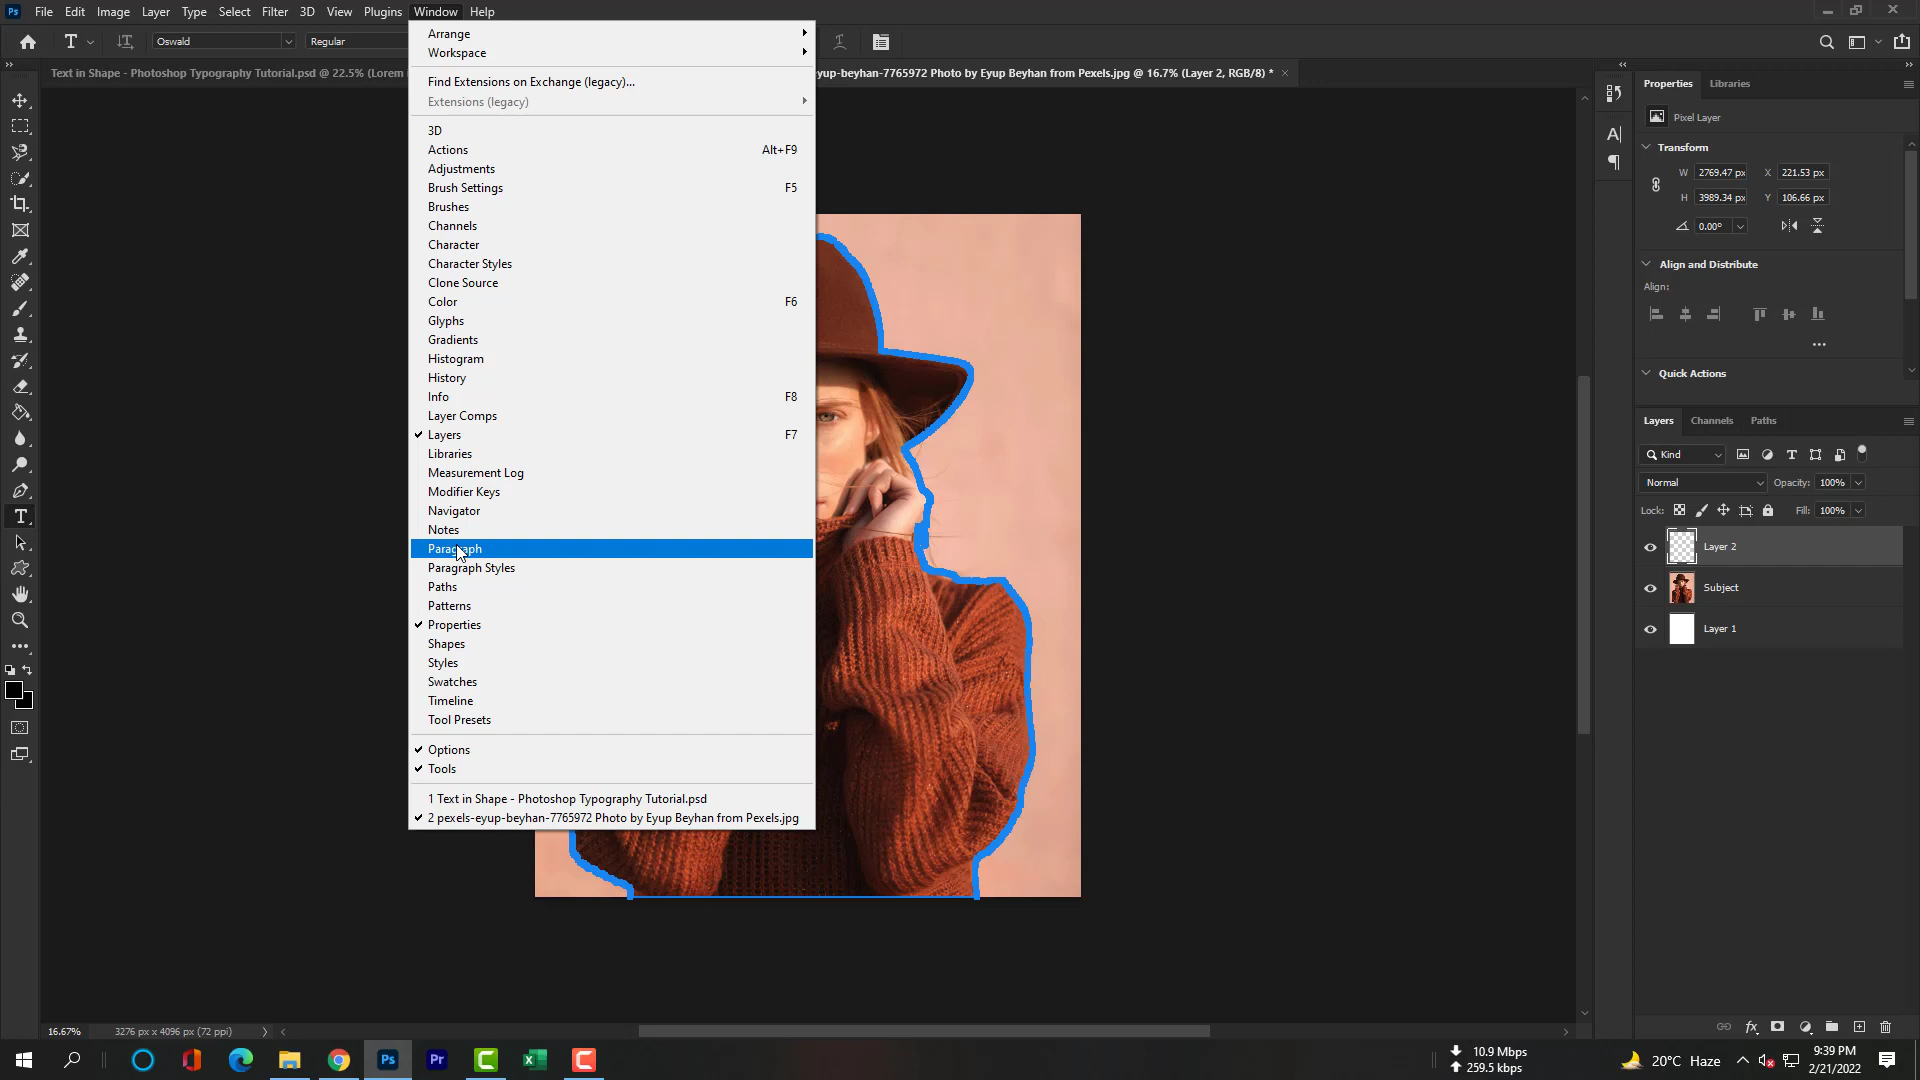 Ps File Edit Image Layer Type Select Filter 3D View Plugins Window Help
T Oswald Regular
Text in Shape - Photoshop Typography Tutorial.psd @ 22.5% (Lorem
eyup-beyhan-7765972 Photo by Eyup Beyhan from Pexels.jpg @ 16.7% (Layer 2, RGB/8) *
Arrange
Workspace
Find Extensions on Exchange (legacy)...
Extensions (legacy)
3D
Actions Alt+F9
Adjustments
Brush Settings F5
Brushes
Channels
Character
Character Styles
Clone Source
Color F6
Glyphs
Gradients
Histogram
History
Info F8
Layer Comps
Layers F7
Libraries
Measurement Log
Modifier Keys
Navigator
Notes
Paragraph
Paragraph Styles
Paths
Patterns
Properties
Shapes
Styles
Swatches
Timeline
Tool Presets
Options
Tools
1 Text in Shape - Photoshop Typography Tutorial.psd
2 pexels-eyup-beyhan-7765972 Photo by Eyup Beyhan from Pexels.jpg
Properties Libraries
Pixel Layer
Transform
W 2769.47 px X 221.53 px
H 3989.34 px Y 106.66 px
0.00°
Align and Distribute
Align:
Quick Actions
Layers Channels Paths
Kind
Normal Opacity: 100%
Lock: Fill: 100%
Layer 2
Subject
Layer 1
16.67% 3276 px x 4096 px (72 ppi)
Ps Pr
10.9 Mbps
259.5 kbps
20°C Haze
9:39 PM
2/21/2022